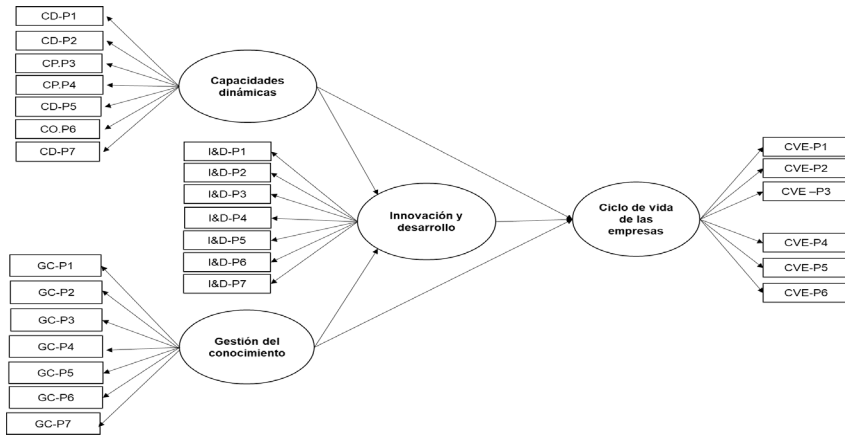 CD-P1
CD-P2
CP.P3
CP.P4
CD-P5
CO.P6
CD-P7
Capacidades
dinámicas
I&D-P1
I&D-P2
I&D-P3
I&D-P4
I&D-P5
I&D-P6
I&D-P7
Innovación y
desarrollo
Ciclo de vida
de las
empresas
CVE-P1
CVE-P2
CVE –P3
CVE-P4
CVE-P5
CVE-P6
GC-P1
GC-P2
GC-P3
GC-P4
GC-P5
GC-P6
GC-P7
Gestión del
conocimiento